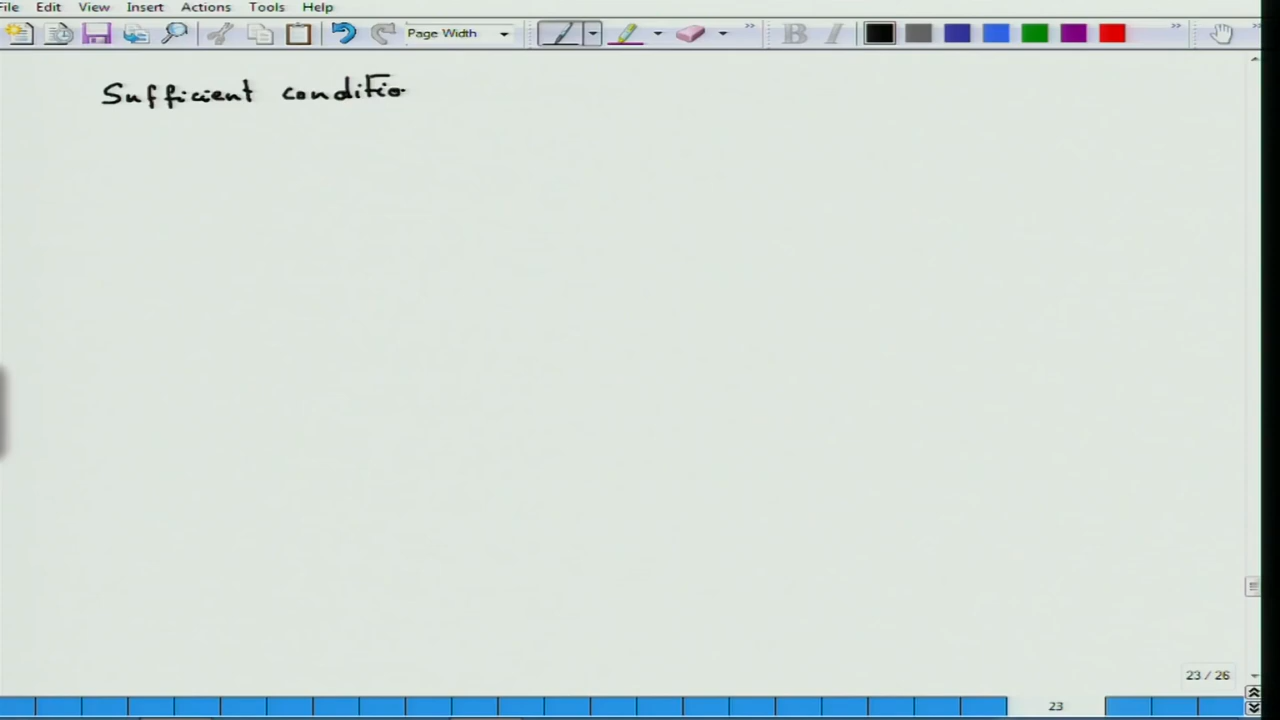 File Edit View Insert Actions Tools Help
Page Width
Sufficient conditio
23 / 26
23